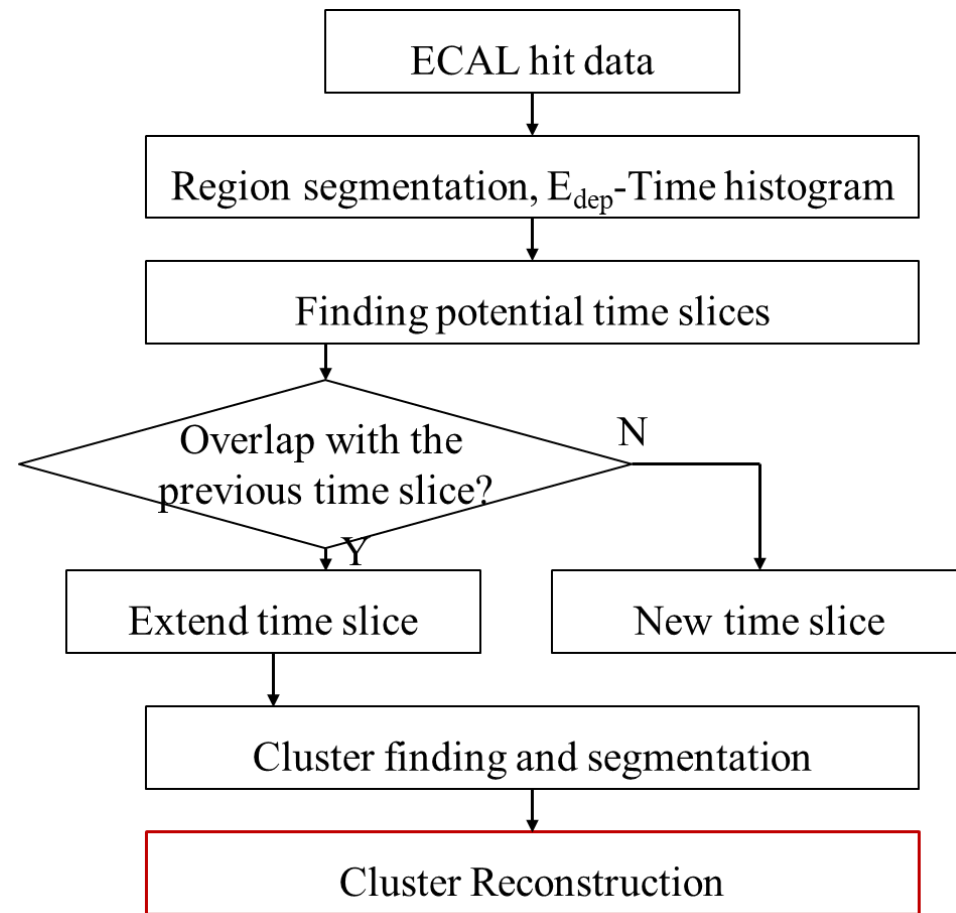 ECAL hit data
Region segmentation, E_dep-Time histogram
Finding potential time slices
Overlap with the
previous time slice?
N
Y
Extend time slice
New time slice
Cluster finding and segmentation
Cluster Reconstruction